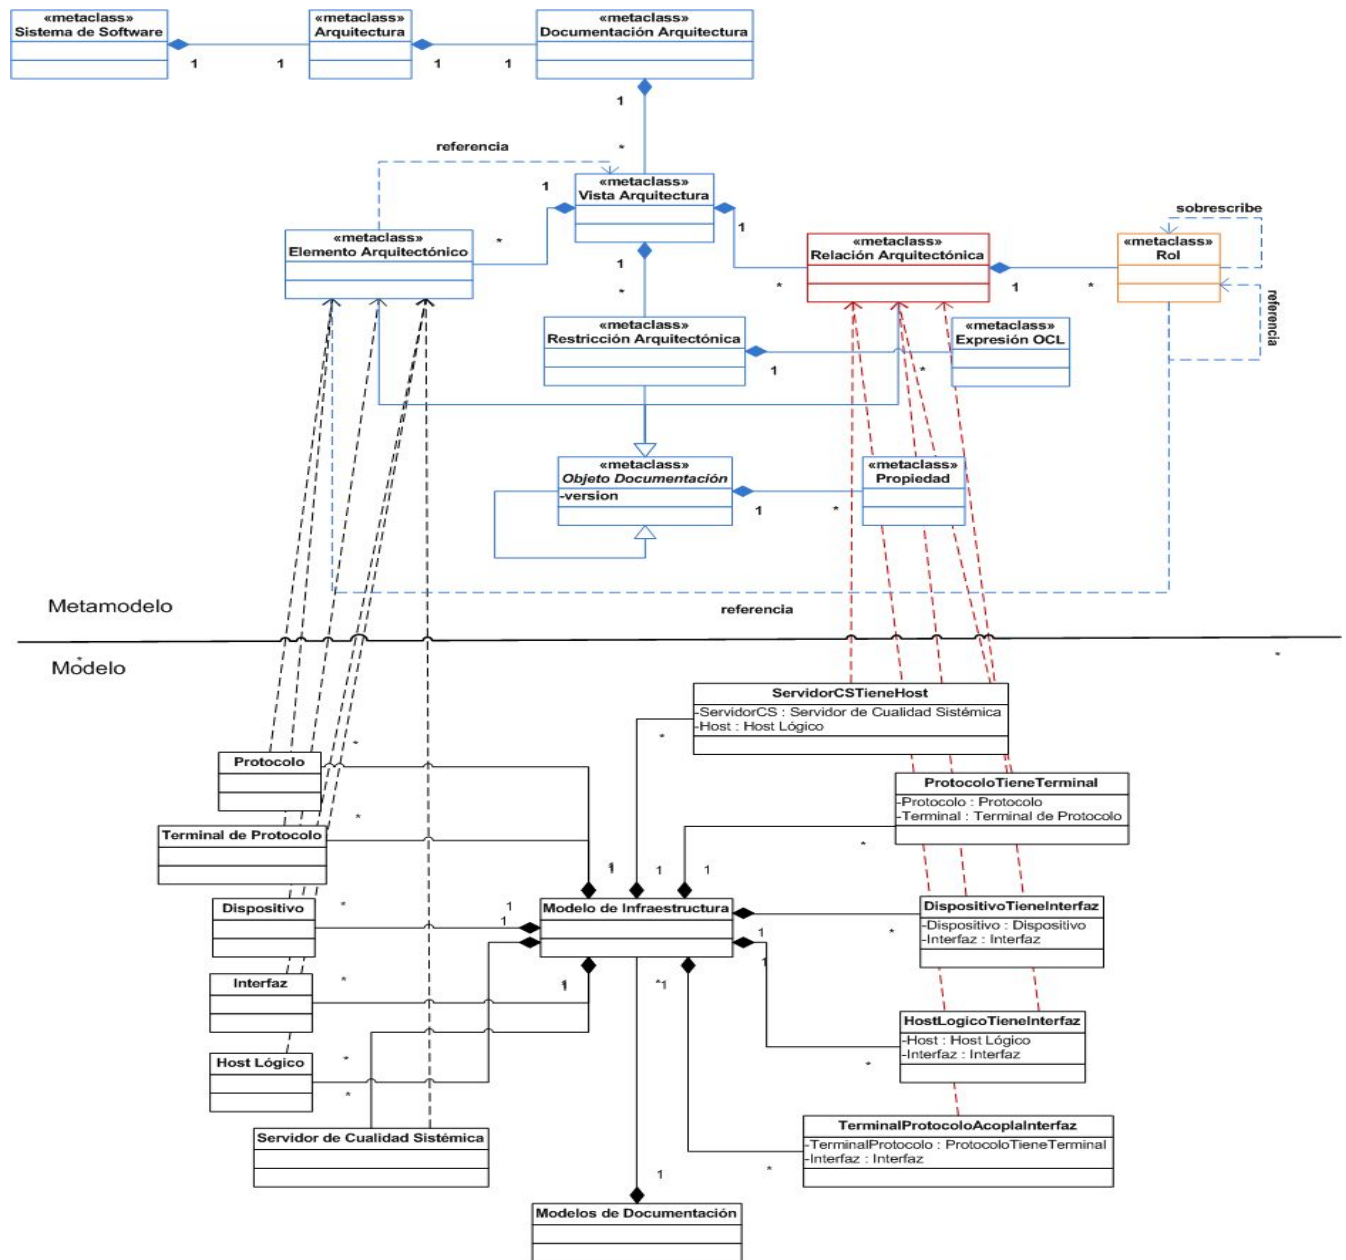 «metaclass»
Sistema de Software
«metaclass»
Arquitectura
«metaclass»
Documentación Arquitectura
1
1
1
1
1
*
referencia
«metaclass»
Vista Arquitectura
1
*
1
1
*
*
«metaclass»
Elemento Arquitectónico
«metaclass»
Relación Arquitectónica
1
*
sobrescribe
«metaclass»
Rol
referencia
«metaclass»
Restricción Arquitectónica
1
*
«metaclass»
Expresión OCL
«metaclass»
Objeto Documentación
-version
1
*
«metaclass»
Propiedad
referencia
Metamodelo
Modelo
*
*
ServidorCSTieneHost
-ServidorCS : Servidor de Cualidad Sistémica
-Host : Host Lógico
*
*
Protocolo
ProtocoloTieneTerminal
-Protocolo : Protocolo
-Terminal : Terminal de Protocolo
*
*
Terminal de Protocolo
1
1
1
Dispositivo
*
1
1
Modelo de Infraestructura
1
1
DispositivoTieneInterfaz
-Dispositivo : Dispositivo
-Interfaz : Interfaz
*
Interfaz
*
1
*
1
HostLogicoTieneInterfaz
-Host : Host Lógico
-Interfaz : Interfaz
*
Host Lógico
*
*
Servidor de Cualidad Sistémica
TerminalProtocoloAcoplaInterfaz
-TerminalProtocolo : ProtocoloTieneTerminal
-Interfaz : Interfaz
*
1
Modelos de Documentación